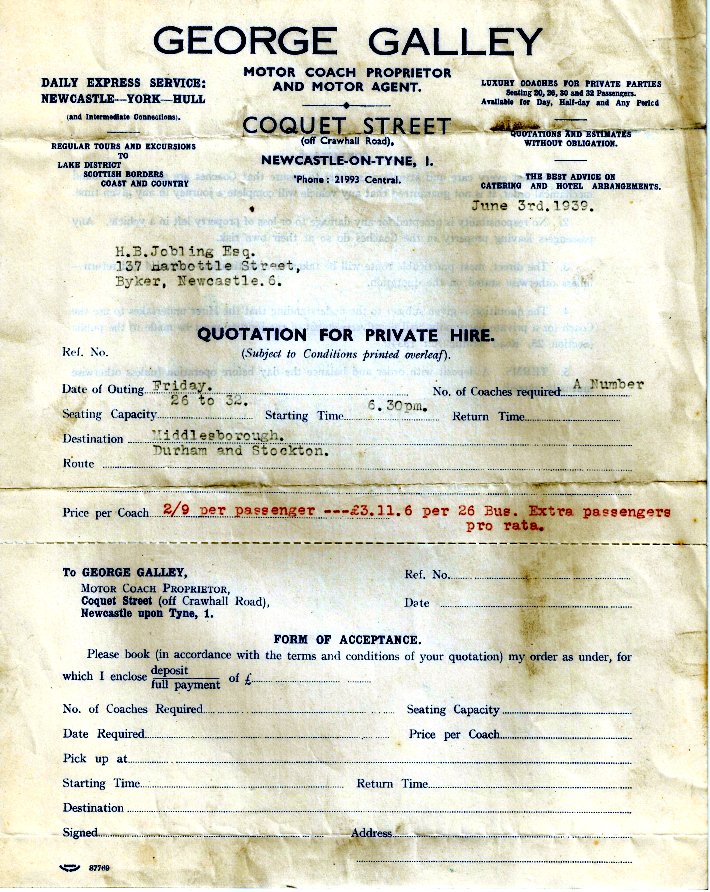 GEORGE GALLEY
MOTOR COACH PROPRIETOR
AND MOTOR AGENT.
DAILY EXPRESS SERVICE:
NEWCASTLE—YORK—HULL
(and Intermediate Connections).
REGULAR TOURS AND EXCURSIONS
TO
LAKE DISTRICT
SCOTTISH BORDERS
COAST AND COUNTRY
COQUET STREET
(off Crawhall Road),
NEWCASTLE-ON-TYNE, 1.
'Phone: 21993 Central.
LUXURY COACHES FOR PRIVATE PARTIES
Seating 20, 26, 30 and 32 Passengers.
Available for Day, Half-day and Any Period
QUOTATIONS AND ESTIMATES
WITHOUT OBLIGATION.
THE BEST ADVICE ON
CATERING AND HOTEL ARRANGEMENTS.
June 3rd.1939.
H.B.Jobling Esq.
137 Harbottle Street,
Byker, Newcastle.6.
QUOTATION FOR PRIVATE HIRE.
Ref. No. (Subject to Conditions printed overleaf).
Date of Outing Friday. No. of Coaches required A Number
Seating Capacity 26 to 32. Starting Time 6.30pm. Return Time
Destination Middlesborough.
Route Durham and Stockton.
Price per Coach 2/9 per passenger ---£3.11.6 per 26 Bus. Extra passengers
pro rata.
To GEORGE GALLEY,
MOTOR COACH PROPRIETOR,
Coquet Street (off Crawhall Road),
Newcastle upon Tyne, 1.
Ref. No.
Date
FORM OF ACCEPTANCE.
Please book (in accordance with the terms and conditions of your quotation) my order as under, for
which I enclose deposit
full payment of £
No. of Coaches Required Seating Capacity
Date Required Price per Coach
Pick up at
Starting Time Return Time
Destination
Signed Address
87769